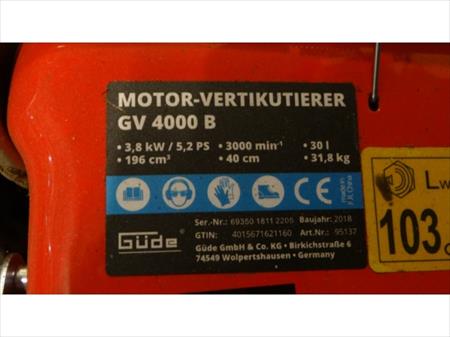 MOTOR-VERTIKUTIERER
GV 4000 B
• 3,8 kW / 5,2 PS • 3000 min⁻¹ • 30 l
• 196 cm³ • 40 cm • 31,8 kg
CE
made in
P.R. China
Ser.-Nr.: 69350 1811 2205 Baujahr: 2018
GTIN: 4015671621160 Art.Nr.: 95137
Güde
Güde GmbH & Co. KG • Birkichstraße 6
74549 Wolpertshausen • Germany
103